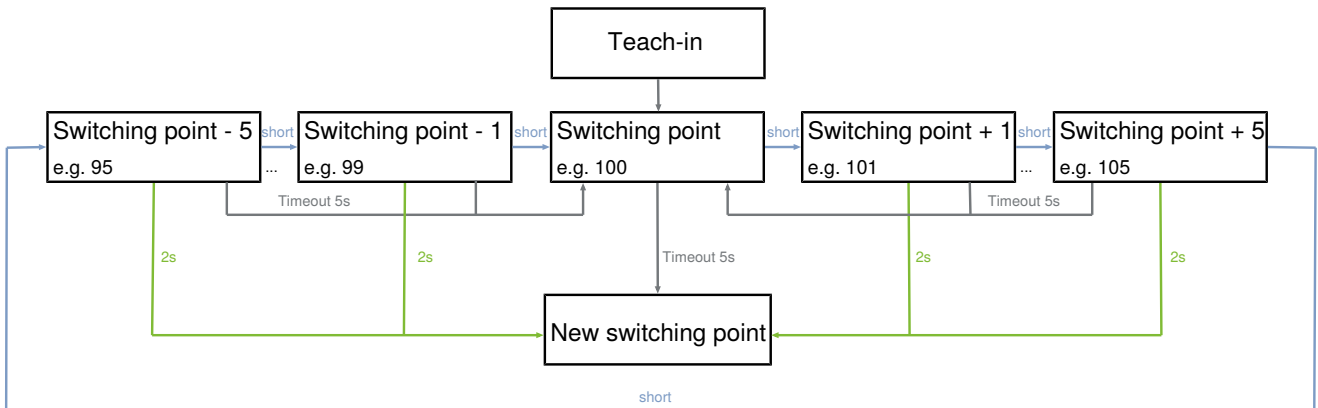 Teach-in
Switching point - 5
short
Switching point - 1
short
Switching point
short
Switching point + 1
short
Switching point + 5
e.g. 95
...
e.g. 99
e.g. 100
e.g. 101
...
e.g. 105
Timeout 5s
Timeout 5s
2s
2s
Timeout 5s
2s
2s
New switching point
short